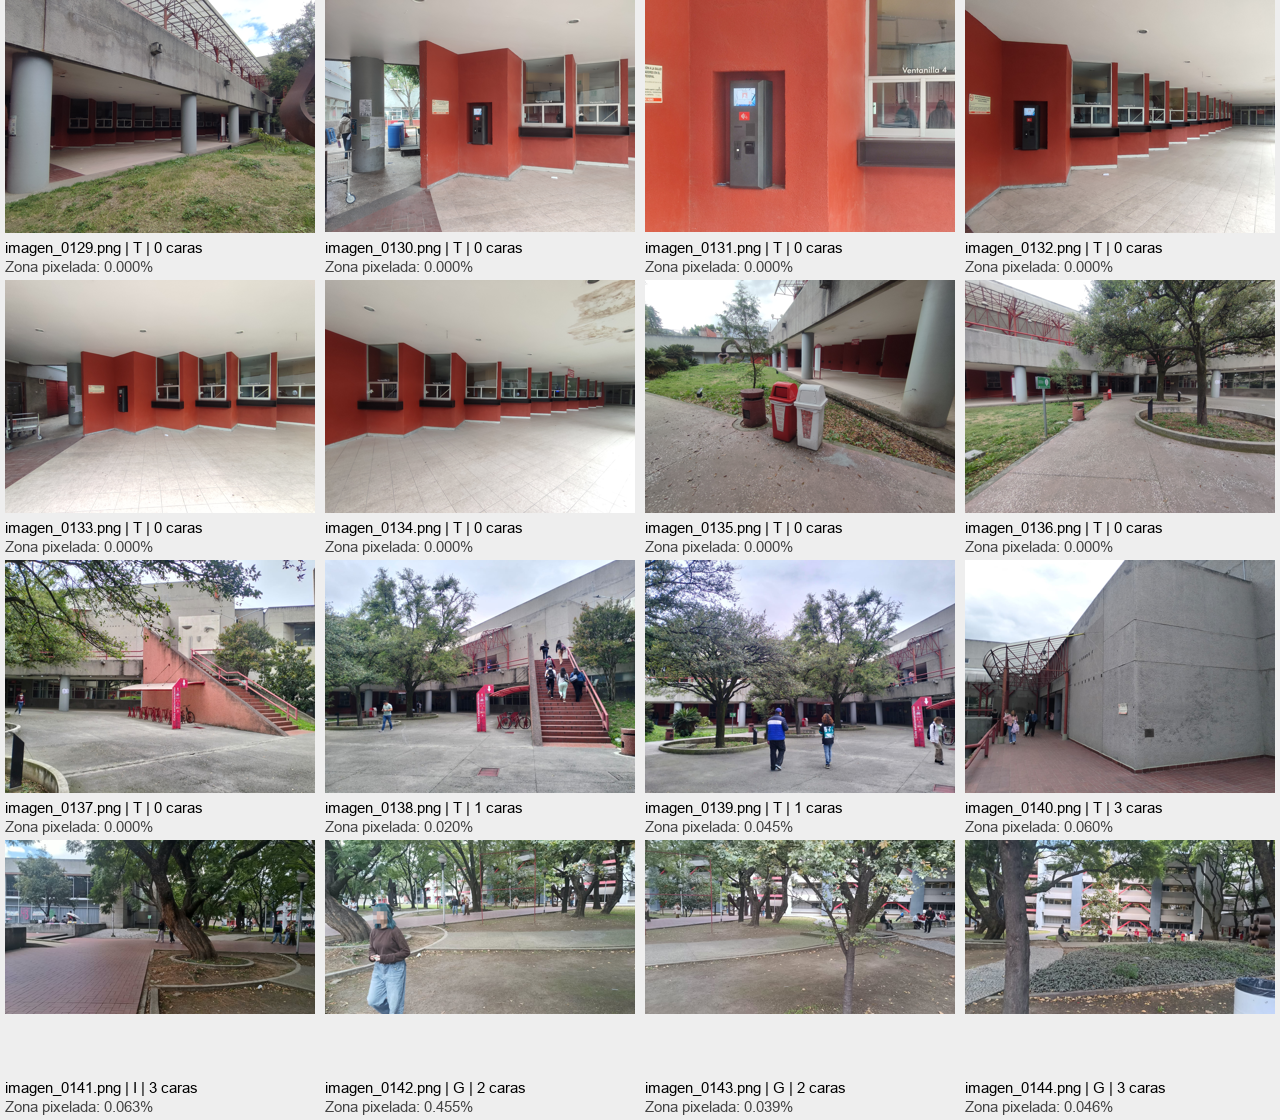 Ventanilla 4
imagen_0129.png | T | 0 caras
Zona pixelada: 0.000%
imagen_0130.png | T | 0 caras
Zona pixelada: 0.000%
imagen_0131.png | T | 0 caras
Zona pixelada: 0.000%
imagen_0132.png | T | 0 caras
Zona pixelada: 0.000%
imagen_0133.png | T | 0 caras
Zona pixelada: 0.000%
imagen_0134.png | T | 0 caras
Zona pixelada: 0.000%
imagen_0135.png | T | 0 caras
Zona pixelada: 0.000%
imagen_0136.png | T | 0 caras
Zona pixelada: 0.000%
imagen_0137.png | T | 0 caras
Zona pixelada: 0.000%
imagen_0138.png | T | 1 caras
Zona pixelada: 0.020%
imagen_0139.png | T | 1 caras
Zona pixelada: 0.045%
imagen_0140.png | T | 3 caras
Zona pixelada: 0.060%
imagen_0141.png | I | 3 caras
Zona pixelada: 0.063%
imagen_0142.png | G | 2 caras
Zona pixelada: 0.455%
imagen_0143.png | G | 2 caras
Zona pixelada: 0.039%
imagen_0144.png | G | 3 caras
Zona pixelada: 0.046%